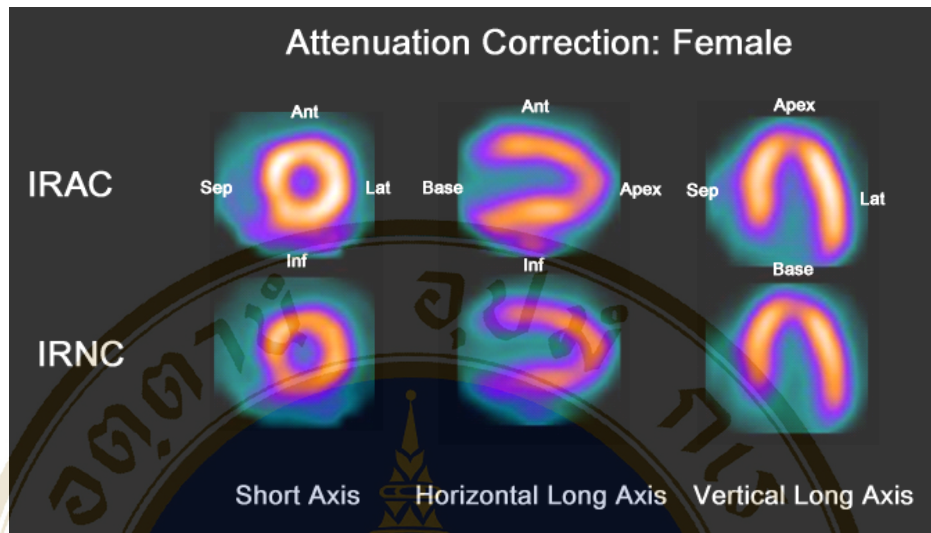 Attenuation Correction: Female
Ant Ant Apex
IRAC Sep Lat Base Apex Sep Lat
Inf Inf Base
IRNC
Short Axis Horizontal Long Axis Vertical Long Axis